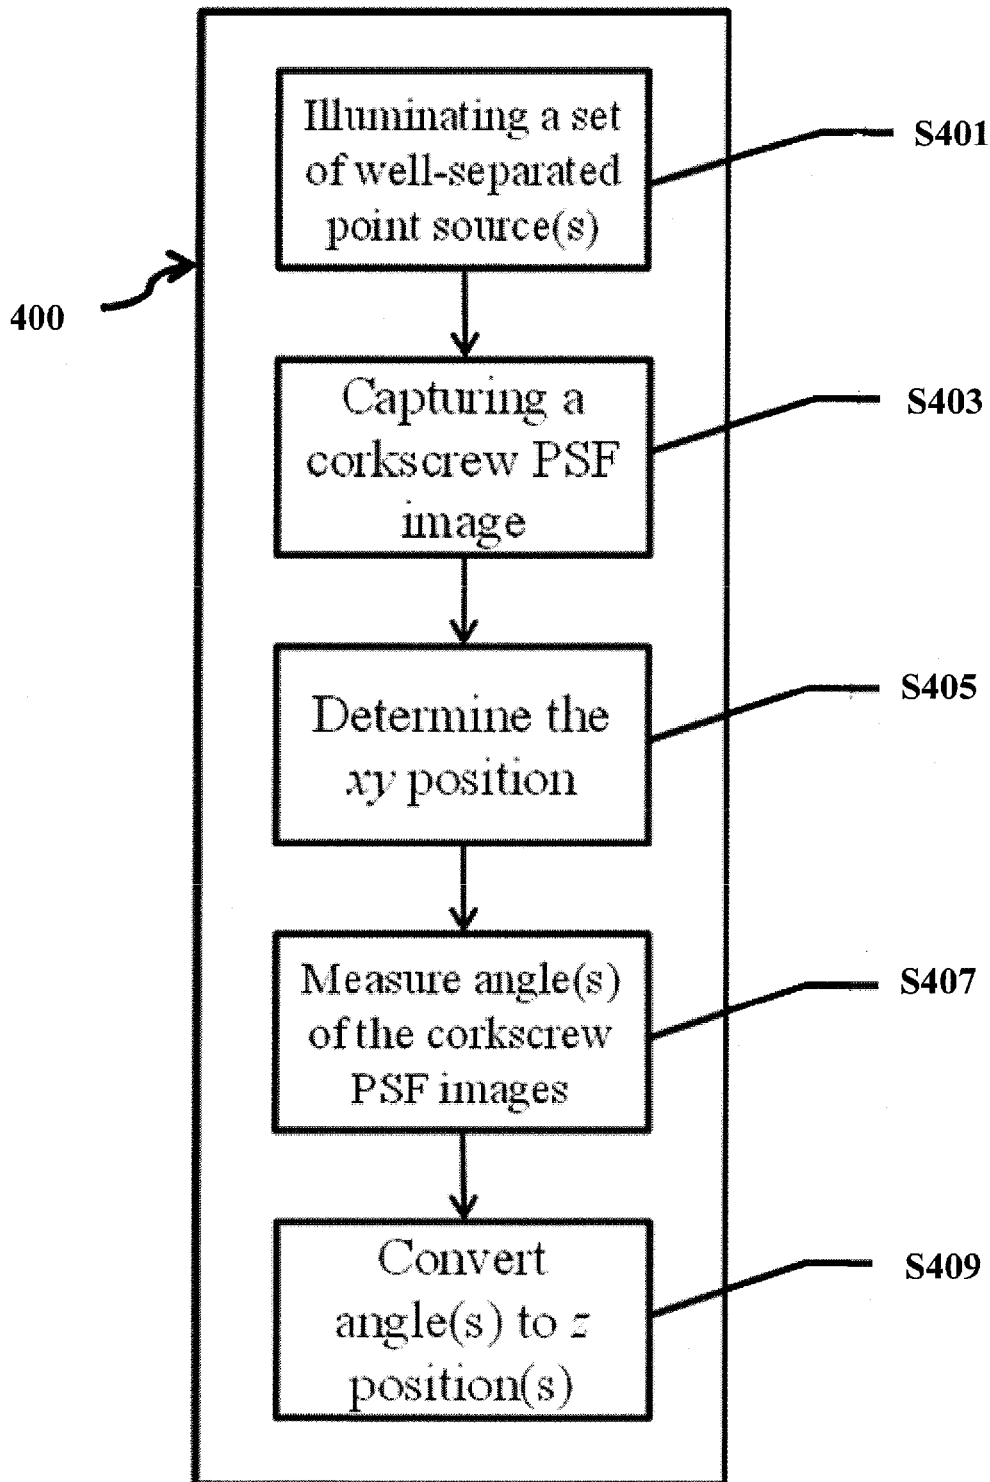 Illuminating a set
of well-separated
point source(s)
S401
400
Capturing a
corkscrew PSF
image
S403
Determine the
xy position
S405
Measure angle(s)
of the corkscrew
PSF images
S407
Convert
angle(s) to z
position(s)
S409